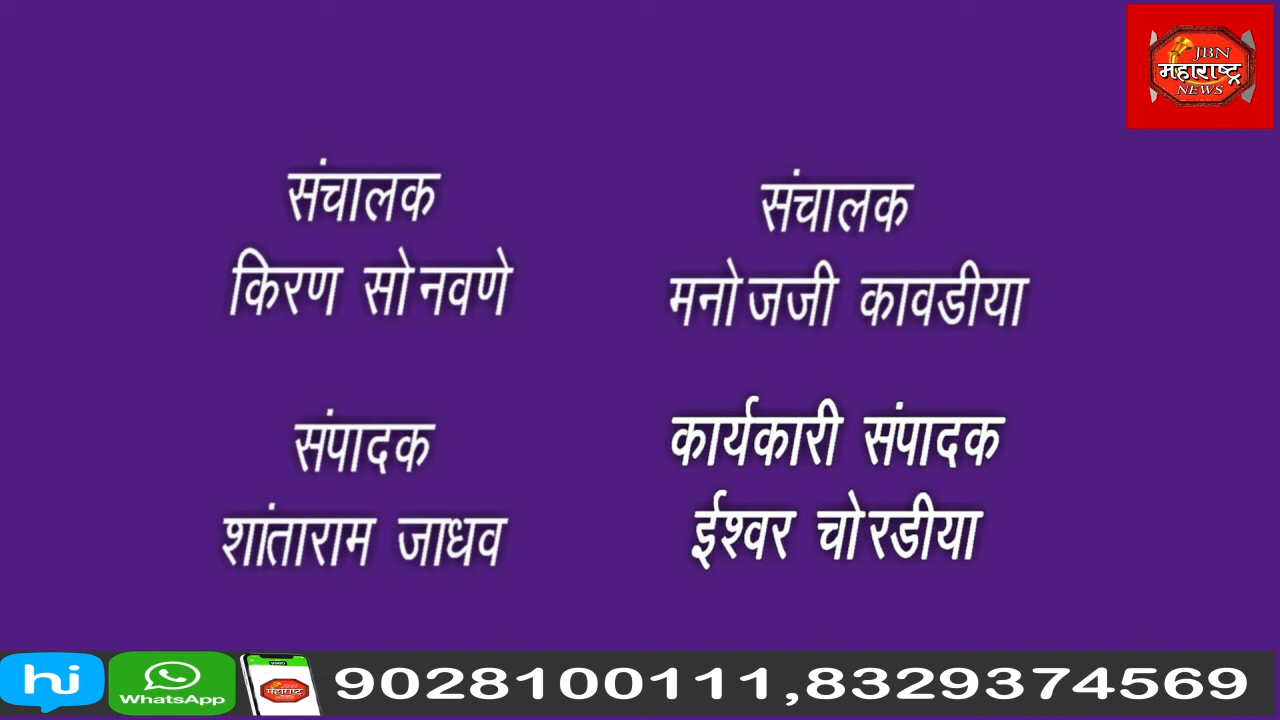 JBN
महाराष्ट्र
NEWS
संचालक
किरण सोनवणे
संचालक
मनोजजी कावडीया
संपादक
शांताराम जाधव
कार्यकारी संपादक
ईश्वर चोरडीया
hi
WhatsApp
महाराष्ट्र
9028100111,8329374569